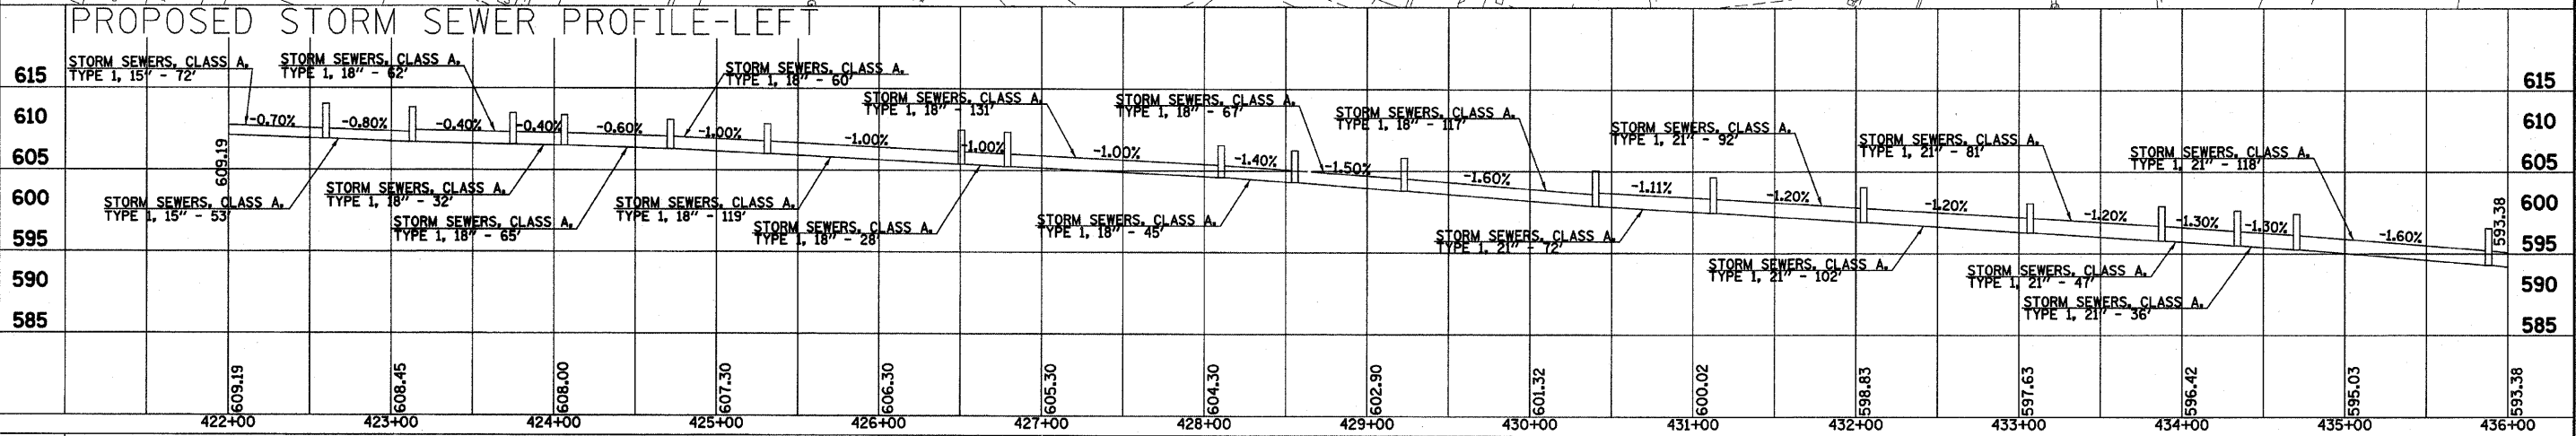 PROPOSED STORM SEWER PROFILE-LEFT
STORM SEWERS, CLASS A,
TYPE 1, 15" - 72'
STORM SEWERS, CLASS A,
TYPE 1, 18" - 62'
STORM SEWERS, CLASS A,
TYPE 1, 18" - 60'
STORM SEWERS, CLASS A,
TYPE 1, 18" - 131'
STORM SEWERS, CLASS A,
TYPE 1, 18" - 67'
STORM SEWERS, CLASS A,
TYPE 1, 18" - 117'
STORM SEWERS, CLASS A,
TYPE 1, 21" - 92'
STORM SEWERS, CLASS A,
TYPE 1, 21" - 81'
STORM SEWERS, CLASS A,
TYPE 1, 21" - 118'
615
610
605
600
595
590
585
615
610
605
600
595
590
585
609.19
-0.70%
-0.80%
-0.40%
-0.40%
-0.60%
-1.00%
-1.00%
-1.00%
-1.00%
-1.40%
-1.50%
-1.60%
-1.11%
-1.20%
-1.20%
-1.20%
-1.30%
-1.30%
-1.60%
593.38
STORM SEWERS, CLASS A,
TYPE 1, 15" - 53'
STORM SEWERS, CLASS A,
TYPE 1, 18" - 32'
STORM SEWERS, CLASS A,
TYPE 1, 18" - 65'
STORM SEWERS, CLASS A,
TYPE 1, 18" - 119'
STORM SEWERS, CLASS A,
TYPE 1, 18" - 28'
STORM SEWERS, CLASS A,
TYPE 1, 18" - 45'
STORM SEWERS, CLASS A,
TYPE 1, 21" - 72'
STORM SEWERS, CLASS A,
TYPE 1, 21" - 102'
STORM SEWERS, CLASS A,
TYPE 1, 21" - 47'
STORM SEWERS, CLASS A,
TYPE 1, 21" - 36'
609.19
608.45
608.00
607.30
606.30
605.30
604.30
602.90
601.32
600.02
598.83
597.63
596.42
595.03
593.38
422+00
423+00
424+00
425+00
426+00
427+00
428+00
429+00
430+00
431+00
432+00
433+00
434+00
435+00
436+00